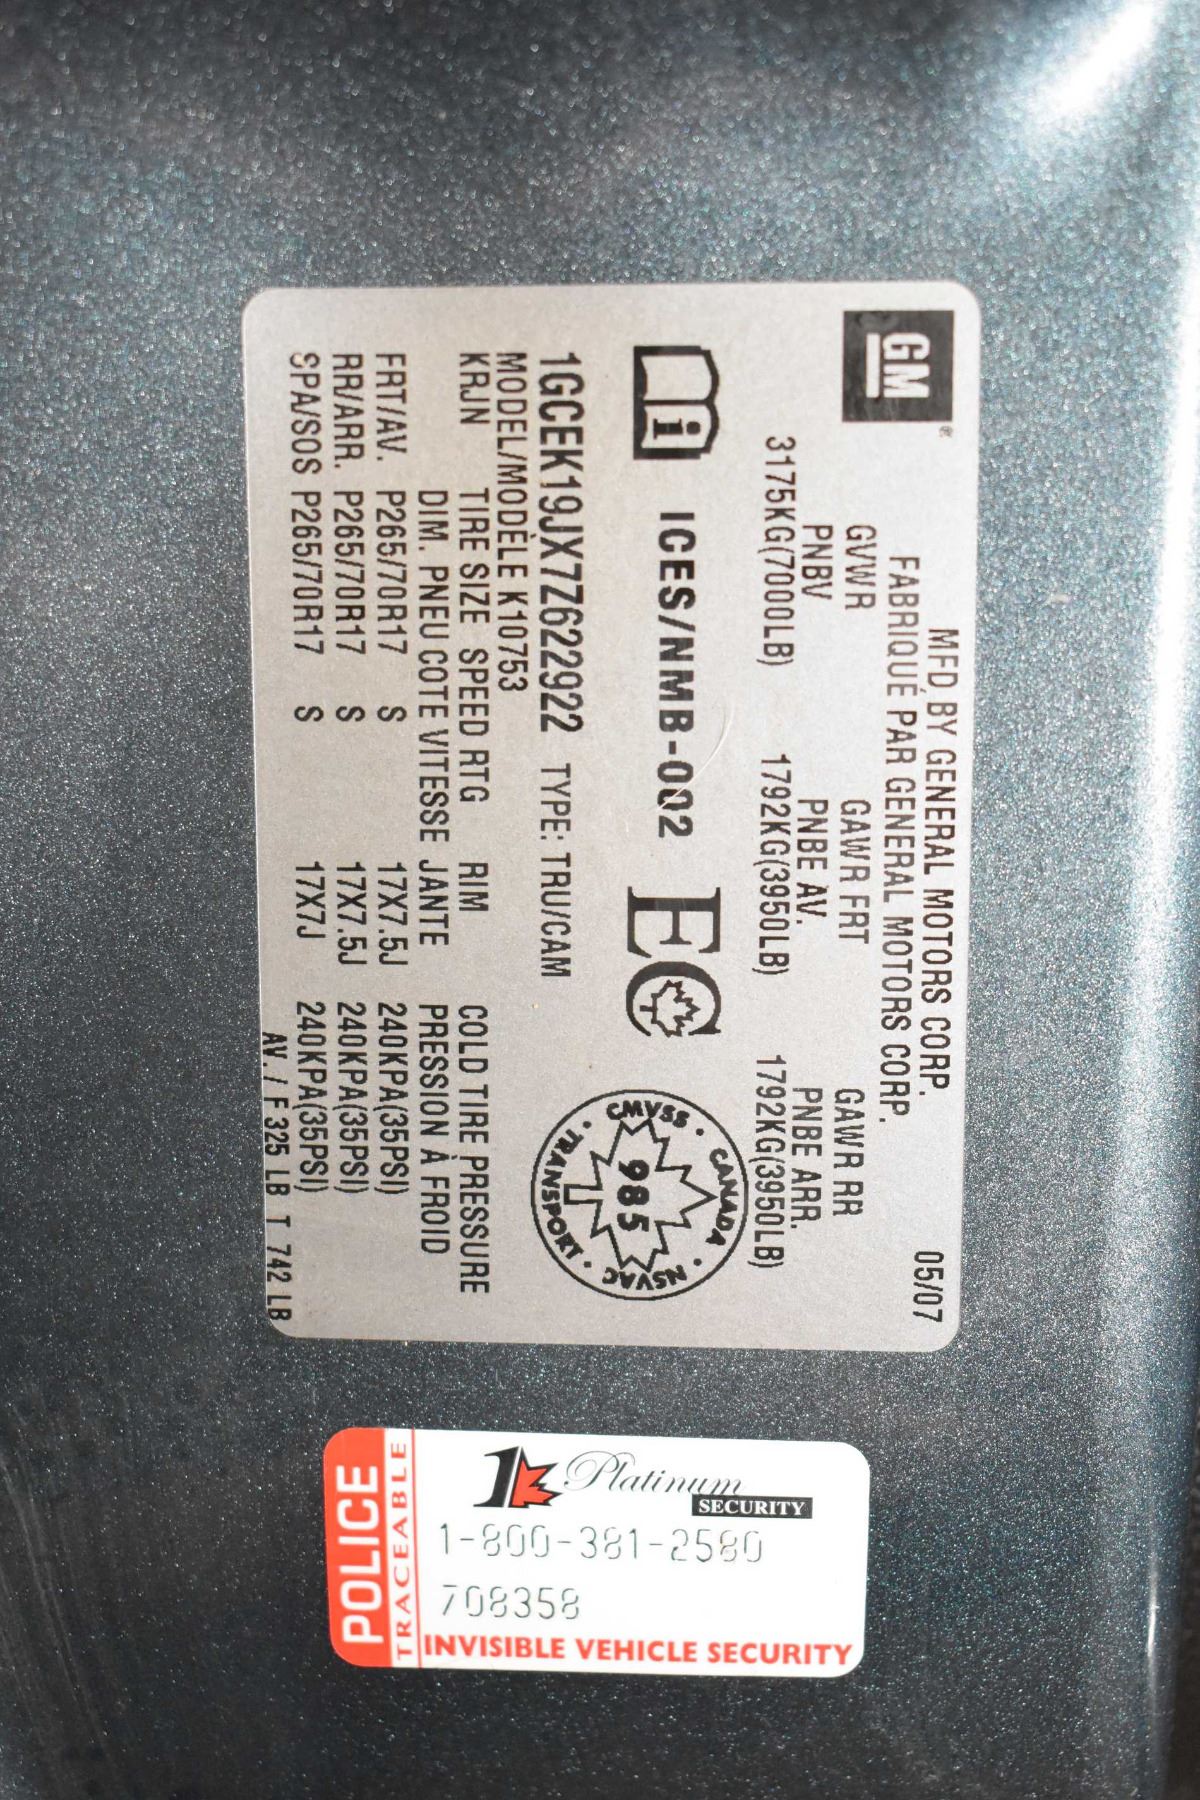 GM
MFD BY GENERAL MOTORS CORP. 05/07
FABRIQUÉ PAR GENERAL MOTORS CORP.
GVWR GAWR FRT GAWR RR
PNBV PNBE AV. PNBE ARR.
3175KG(7000LB) 1792KG(3950LB) 1792KG(3950LB)
i ICES/NMB-002 EC T
CMVSS • CANADA • NSVAC • TRANSPORT •
985
1GCEK19JX7Z622922 TYPE: TRU/CAM
MODEL/MODÈLE K10753
KRJN TIRE SIZE SPEED RTG RIM COLD TIRE PRESSURE
DIM. PNEU COTE VITESSE JANTE PRESSION À FROID
FRT/AV. P265/70R17 S 17X7.5J 240KPA(35PSI)
RR/ARR. P265/70R17 S 17X7.5J 240KPA(35PSI)
SPA/SOS P265/70R17 S 17X7J 240KPA(35PSI)
AV. / F 325 LB T 742 LB
POLICE
TRACEABLE
1 Platinum
SECURITY
1-800-381-2580
708358
INVISIBLE VEHICLE SECURITY